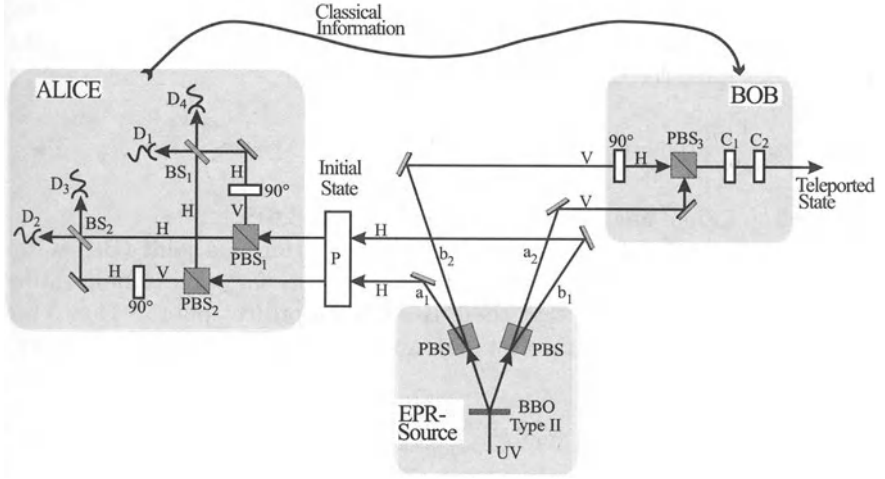 Classical
Information
ALICE
D4
D1
D3
D2
BS1
BS2
H
90°
H
V
H
H
V
90°
PBS1
PBS2
Initial
State
P
H
H
a1
b2
a2
b1
PBS
PBS
EPR-
Source
BBO
Type II
UV
V
V
90°
H
PBS3
C1
C2
BOB
Teleported
State